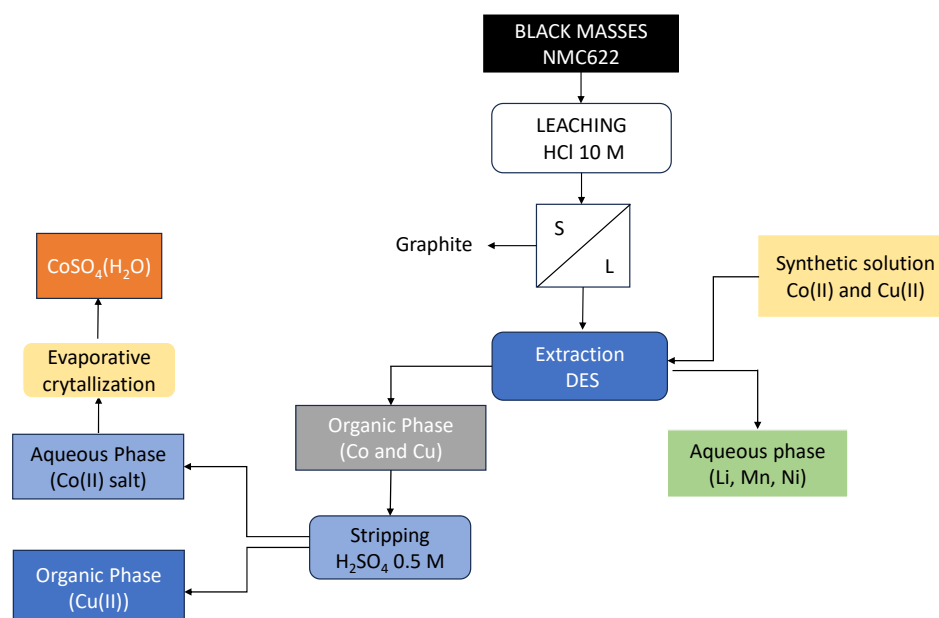 BLACK MASSES
NMC622
LEACHING
HCl 10 M
S
L
Graphite
Synthetic solution
Co(II) and Cu(II)
Extraction
DES
CoSO₄(H₂O)
Evaporative
crytallization
Organic Phase
(Co and Cu)
Aqueous Phase
(Co(II) salt)
Aqueous phase
(Li, Mn, Ni)
Stripping
H₂SO₄ 0.5 M
Organic Phase
(Cu(II))